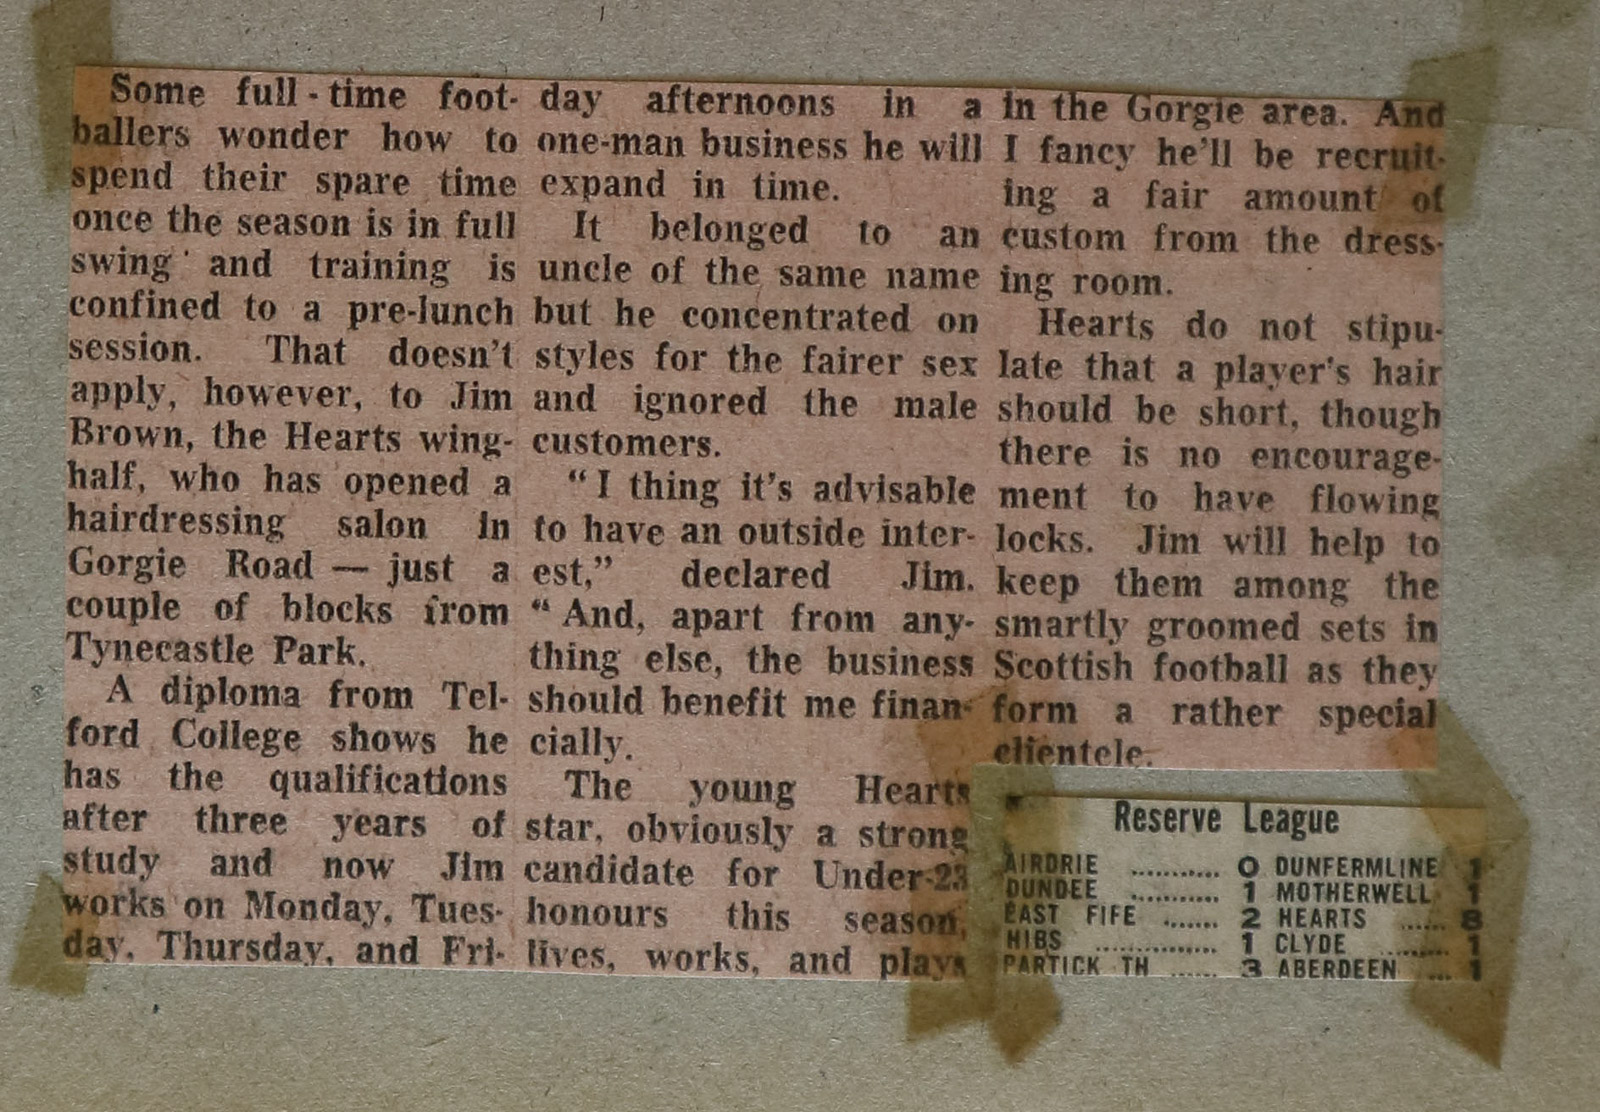 Some full-time foot-
ballers wonder how to
spend their spare time
once the season is in full
swing and training is
confined to a pre-lunch
session. That doesn't
apply, however, to Jim
Brown, the Hearts wing-
half, who has opened a
hairdressing salon in
Gorgie Road — just a
couple of blocks from
Tynecastle Park.
A diploma from Tel-
ford College shows he
has the qualifications
after three years of
study and now Jim
works on Monday, Tues-
day, Thursday, and Fri-
day afternoons in a
one-man business he will
expand in time.
It belonged to an
uncle of the same name
but he concentrated on
styles for the fairer sex
and ignored the male
customers.
"I thing it's advisable
to have an outside inter-
est," declared Jim.
"And, apart from any-
thing else, the business
should benefit me finan-
cially.
The young Hearts
star, obviously a strong
candidate for Under-23
honours this season,
lives, works, and plays
in the Gorgie area. And
I fancy he'll be recruit-
ing a fair amount of
custom from the dress-
ing room.
Hearts do not stipu-
late that a player's hair
should be short, though
there is no encourage-
ment to have flowing
locks. Jim will help to
keep them among the
smartly groomed sets in
Scottish football as they
form a rather special
clientele.
Reserve League
AIRDRIE ........... 0 DUNFERMLINE 1
DUNDEE ........... 1 MOTHERWELL 1
EAST FIFE ...... 2 HEARTS ...... 8
HIBS ............... 1 CLYDE ......... 1
PARTICK TH ...... 3 ABERDEEN ... 1